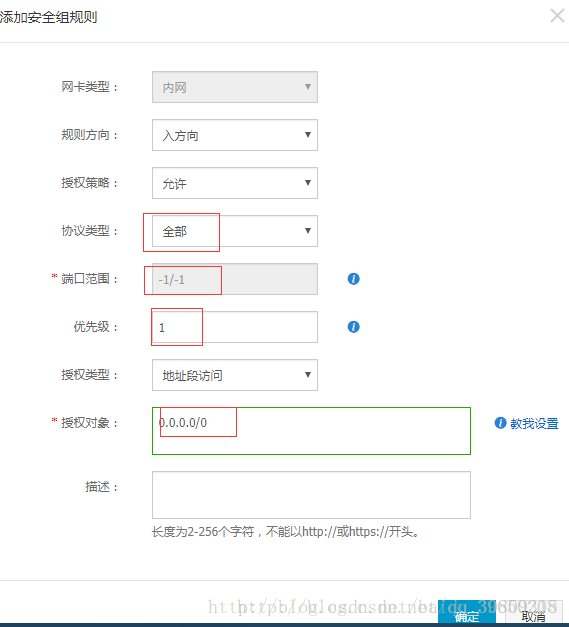 添加安全组规则
网卡类型： 内网
规则方向： 入方向
授权策略： 允许
协议类型： 全部
* 端口范围： -1/-1
优先级： 1
授权类型： 地址段访问
* 授权对象： 0.0.0.0/0 教我设置
描述：
长度为2-256个字符，不能以http://或https://开头。
确定 取消